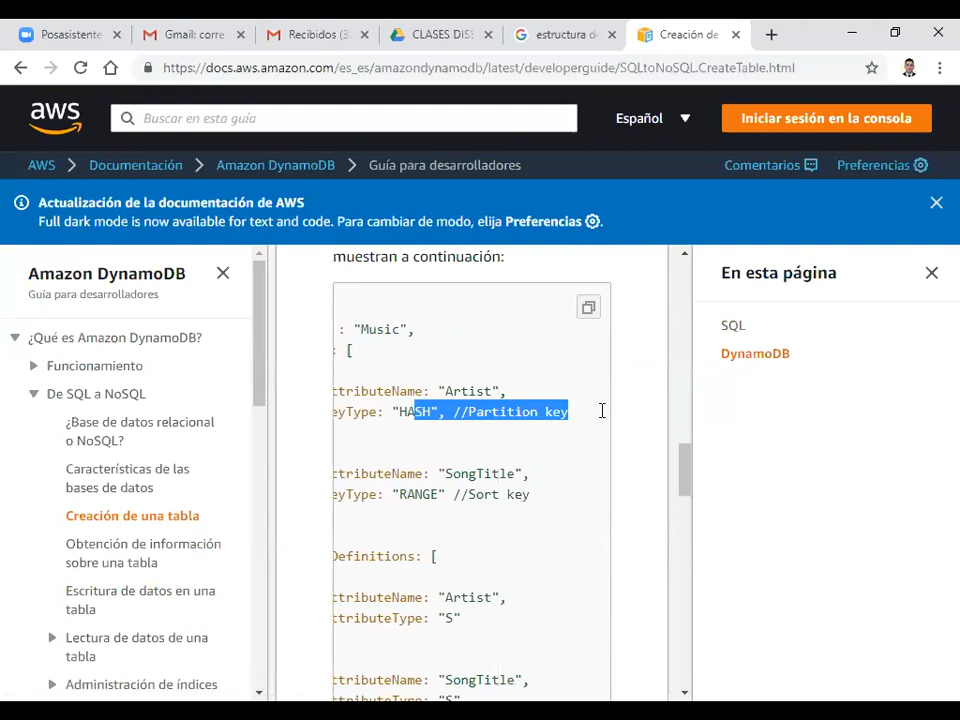 Posasistente
Gmail: corre
Recibidos (3
CLASES DISS
estructura de
Creación de
https://docs.aws.amazon.com/es_es/amazondynamodb/latest/developerguide/SQLtoNoSQL.CreateTable.html
aws
Buscar en esta guía
Español
Iniciar sesión en la consola
AWS
Documentación
Amazon DynamoDB
Guía para desarrolladores
Comentarios
Preferencias
Actualización de la documentación de AWS
Full dark mode is now available for text and code. Para cambiar de modo, elija Preferencias.
Amazon DynamoDB
Guía para desarrolladores
¿Qué es Amazon DynamoDB?
Funcionamiento
De SQL a NoSQL
¿Base de datos relacional
o NoSQL?
Características de las
bases de datos
Creación de una tabla
Obtención de información
sobre una tabla
Escritura de datos en una
tabla
Lectura de datos de una
tabla
Administración de índices
muestran a continuación:
: "Music",
: [
ttributeName: "Artist",
eyType: "HASH", //Partition key
ttributeName: "SongTitle",
eyType: "RANGE" //Sort key
Definitions: [
ttributeName: "Artist",
ttributeType: "S"
ttributeName: "SongTitle",
ttributeType: "S"
En esta página
SQL
DynamoDB